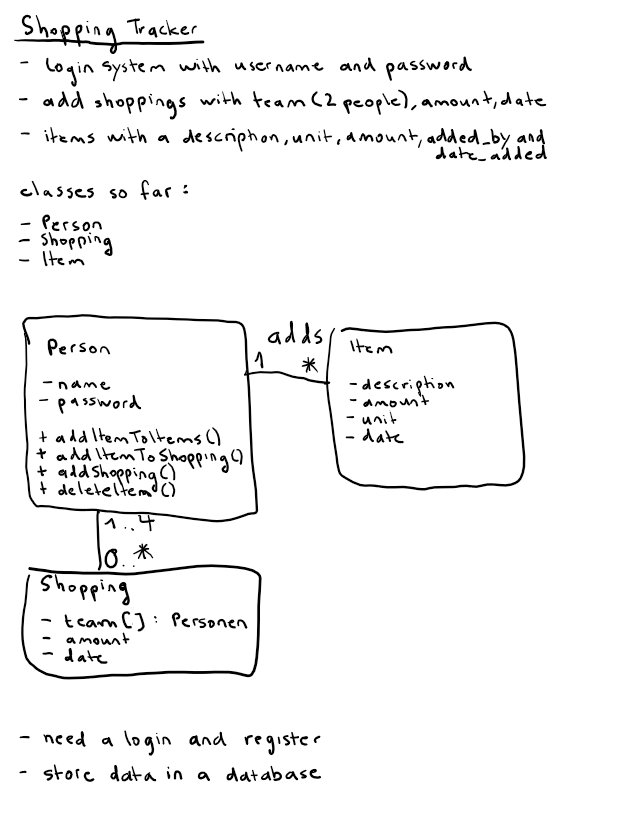 Shopping Tracker
- Login system with username and password
- add shoppings with team (2 people), amount, date
- items with a description, unit, amount, added_by and
date_added
classes so far :
- Person
- Shopping
- Item
Person
- name
- password
+ addItemToItems()
+ addItemToShopping()
+ addShopping()
+ deleteItem()
adds
1 *
Item
- description
- amount
- unit
- date
1..4
0..*
Shopping
- team[] : Personen
- amount
- date
- need a login and register
- store data in a database